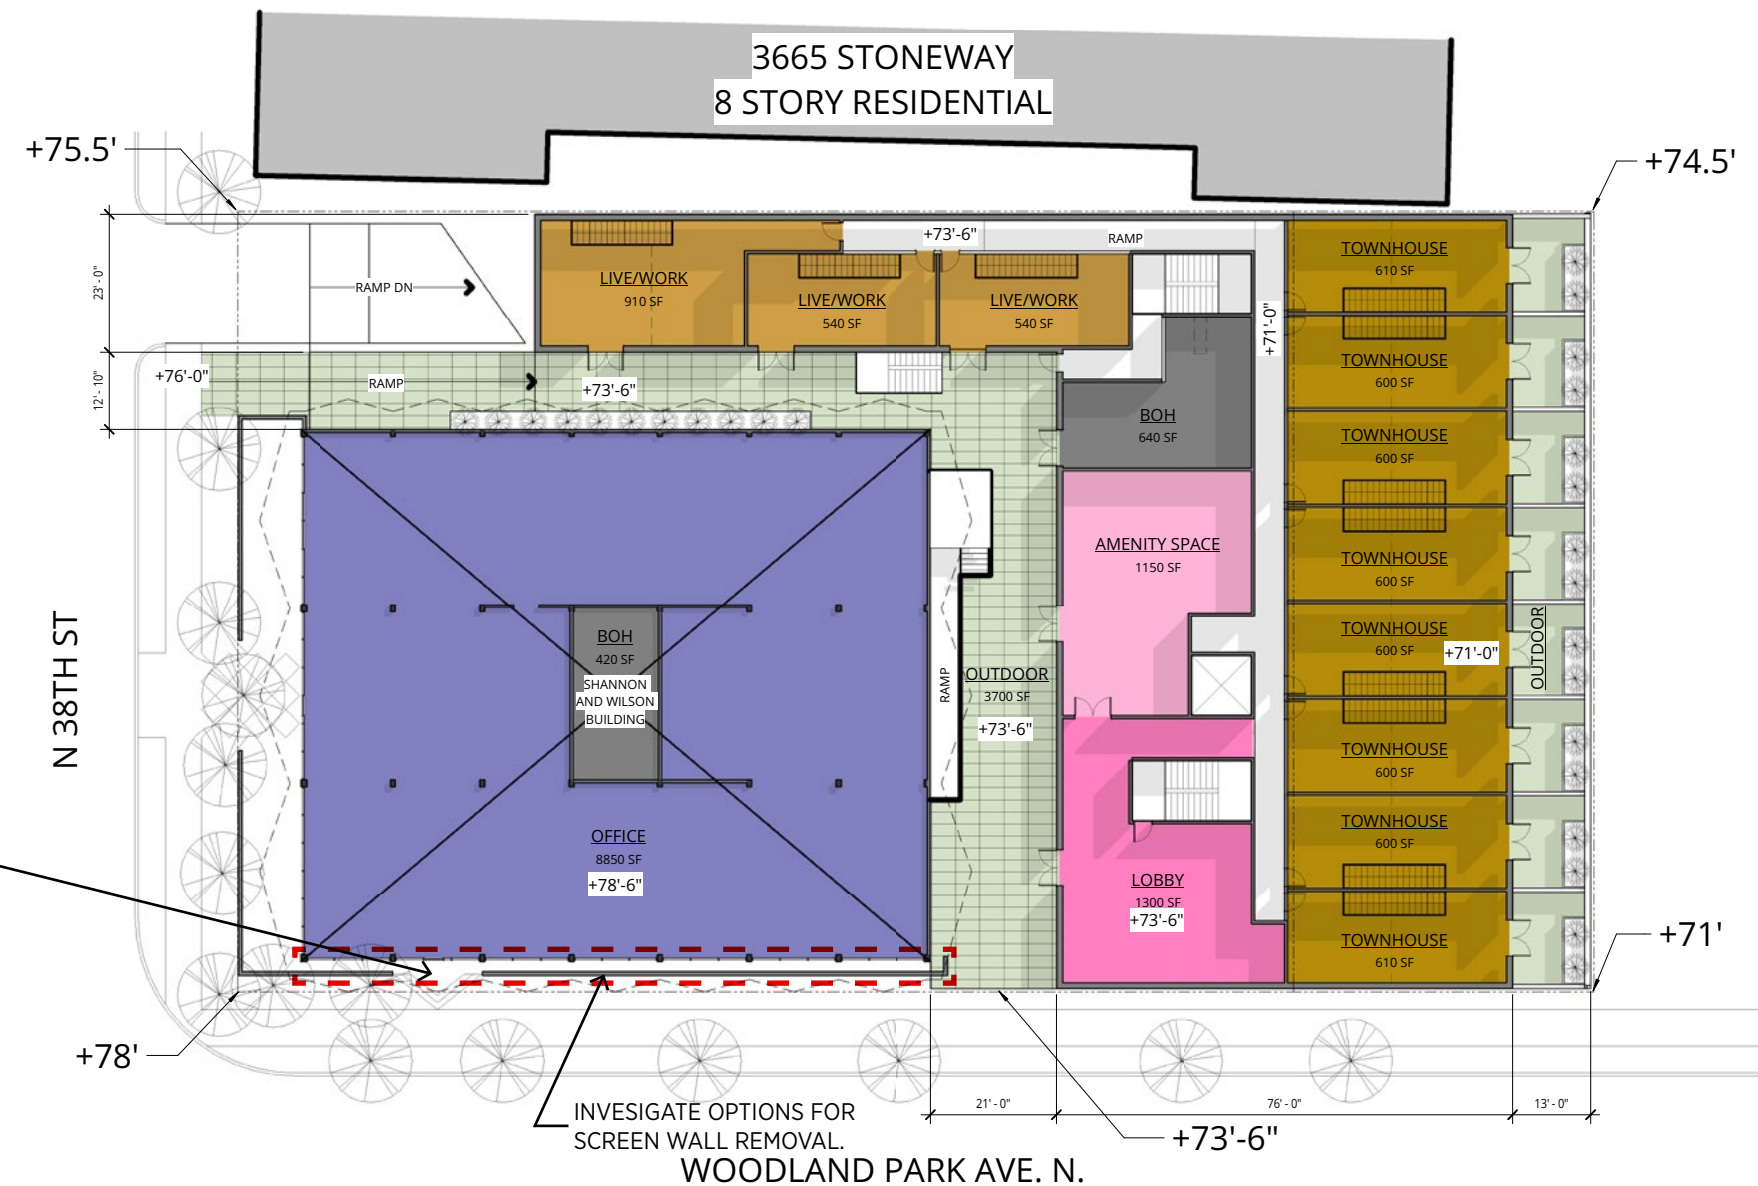 3665 STONEWAY
8 STORY RESIDENTIAL
+75.5'
+74.5'
23' - 0"
12' - 10"
RAMP DN
+76'-0"
RAMP
+73'-6"
LIVE/WORK
910 SF
LIVE/WORK
540 SF
LIVE/WORK
540 SF
+73'-6"
RAMP
+71'-0"
TOWNHOUSE
610 SF
TOWNHOUSE
600 SF
TOWNHOUSE
600 SF
TOWNHOUSE
600 SF
TOWNHOUSE
600 SF
+71'-0"
TOWNHOUSE
600 SF
TOWNHOUSE
600 SF
TOWNHOUSE
610 SF
OUTDOOR
BOH
640 SF
AMENITY SPACE
1150 SF
LOBBY
1300 SF
+73'-6"
OUTDOOR
3700 SF
+73'-6"
RAMP
BOH
420 SF
SHANNON
AND WILSON
BUILDING
OFFICE
8850 SF
+78'-6"
N 38TH ST
+78'
+71'
21' - 0"
76' - 0"
13' - 0"
+73'-6"
INVESIGATE OPTIONS FOR
SCREEN WALL REMOVAL.
WOODLAND PARK AVE. N.